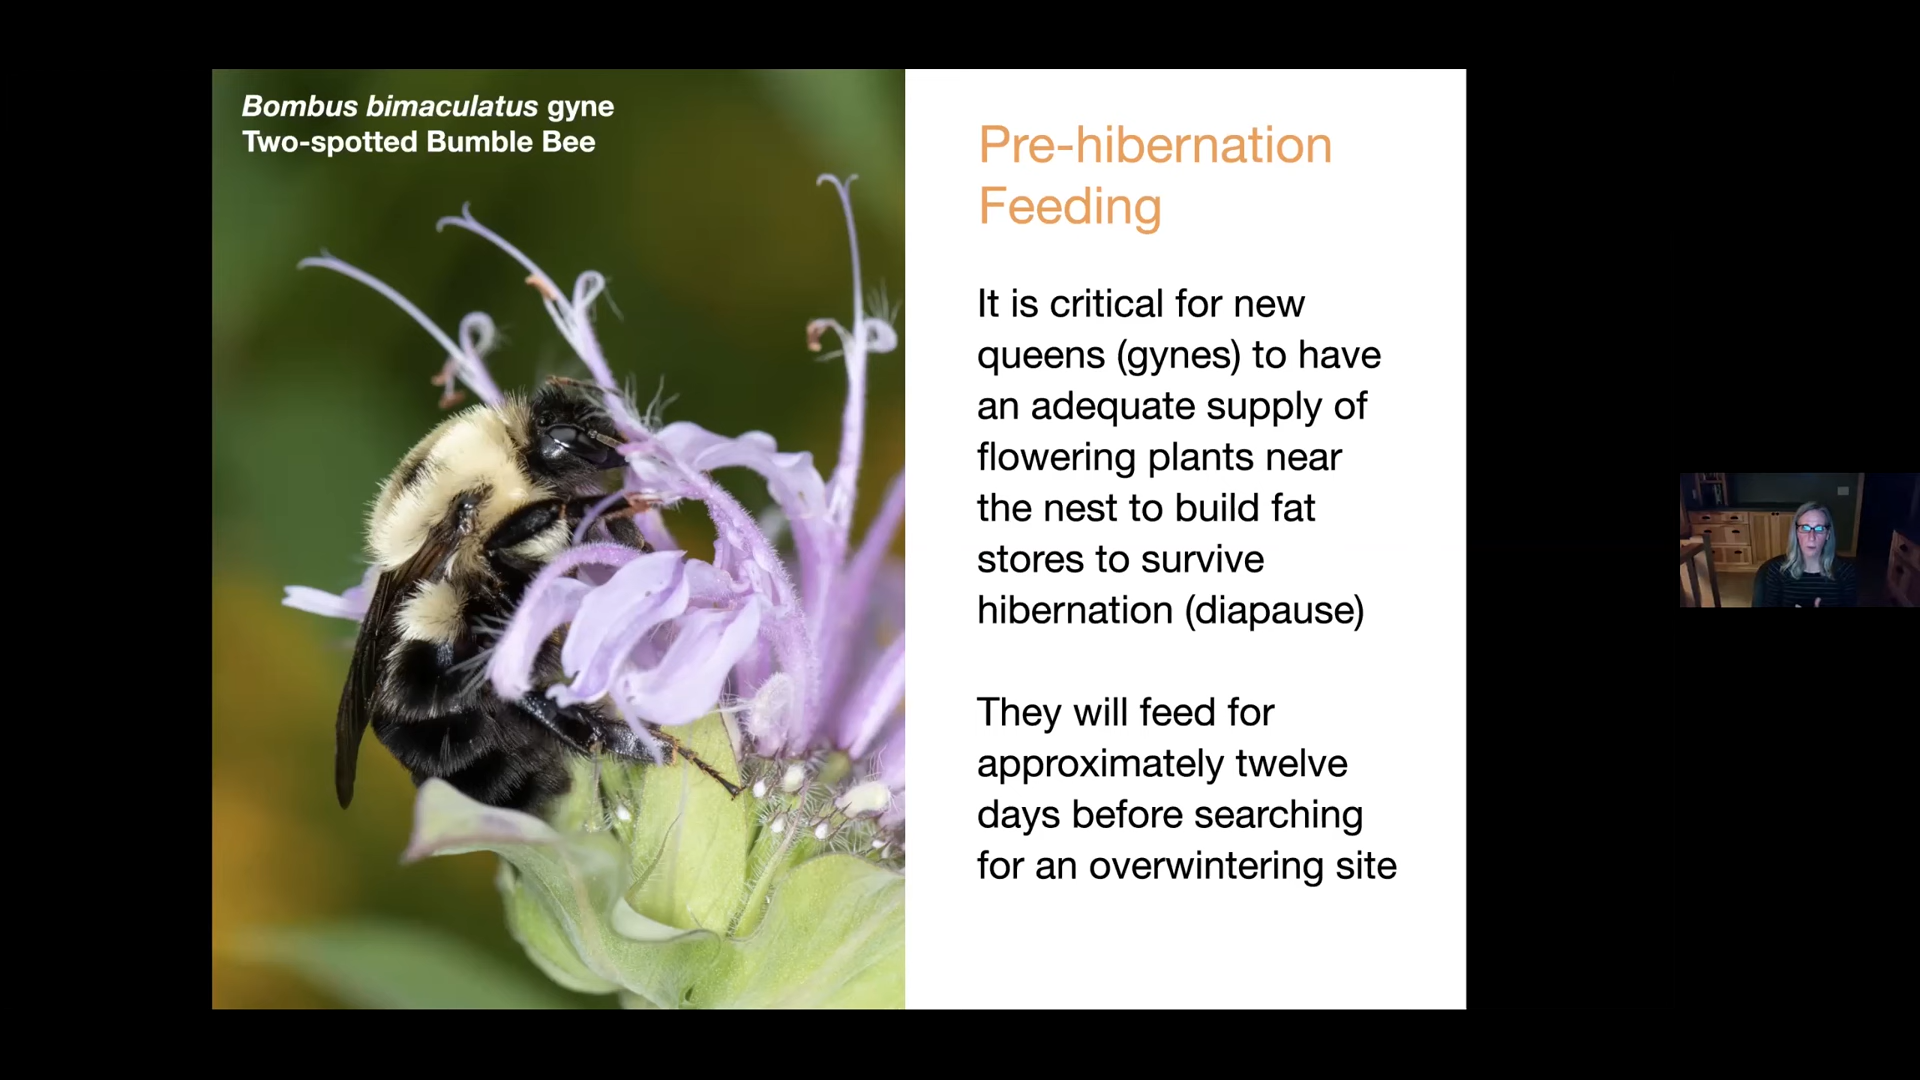 Bombus bimaculatus gyne
Two-spotted Bumble Bee
Pre-hibernation
Feeding
It is critical for new
queens (gynes) to have
an adequate supply of
flowering plants near
the nest to build fat
stores to survive
hibernation (diapause)
They will feed for
approximately twelve
days before searching
for an overwintering site